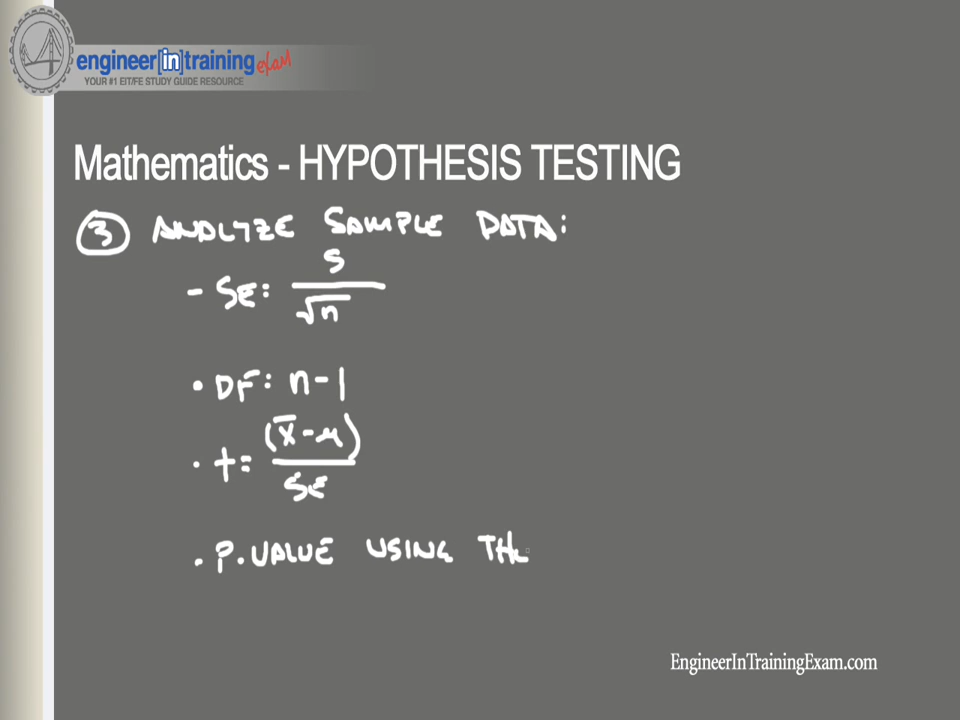 engineer[in]training exam
YOUR #1 EIT/FE STUDY GUIDE RESOURCE
Mathematics - HYPOTHESIS TESTING
③ ANALYZE SAMPLE DATA:
- SE: s/√n
• DF: n-1
• t= (x̄-μ)/SE
• P.VALUE USING TH
EngineerInTrainingExam.com